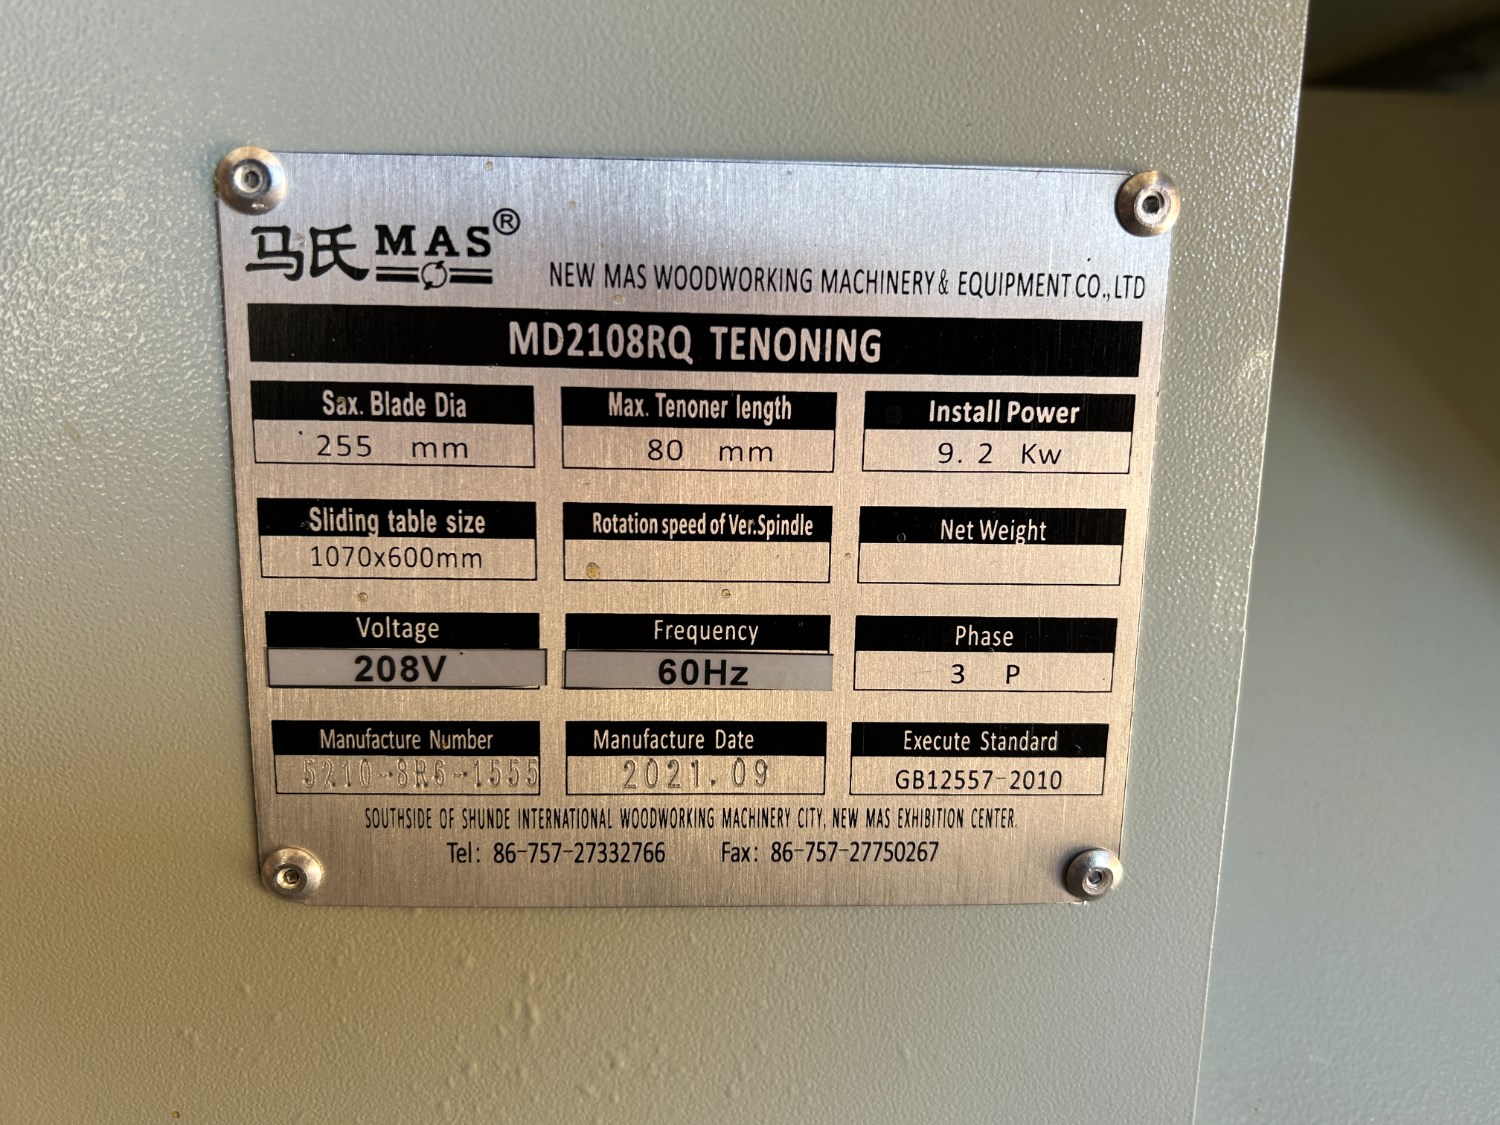 马氏 MAS®
NEW MAS WOODWORKING MACHINERY & EQUIPMENT CO., LTD
MD2108RQ TENONING
Sax. Blade Dia
255 mm
Max. Tenoner length
80 mm
Install Power
9. 2 Kw
Sliding table size
1070x600mm
Rotation speed of Ver.Spindle
Net Weight
Voltage
208V
Frequency
60Hz
Phase
3 P
Manufacture Number
5210-8R6-1555
Manufacture Date
2021.09
Execute Standard
GB12557-2010
SOUTHSIDE OF SHUNDE INTERNATIONAL WOODWORKING MACHINERY CITY, NEW MAS EXHIBITION CENTER.
Tel: 86-757-27332766 Fax: 86-757-27750267